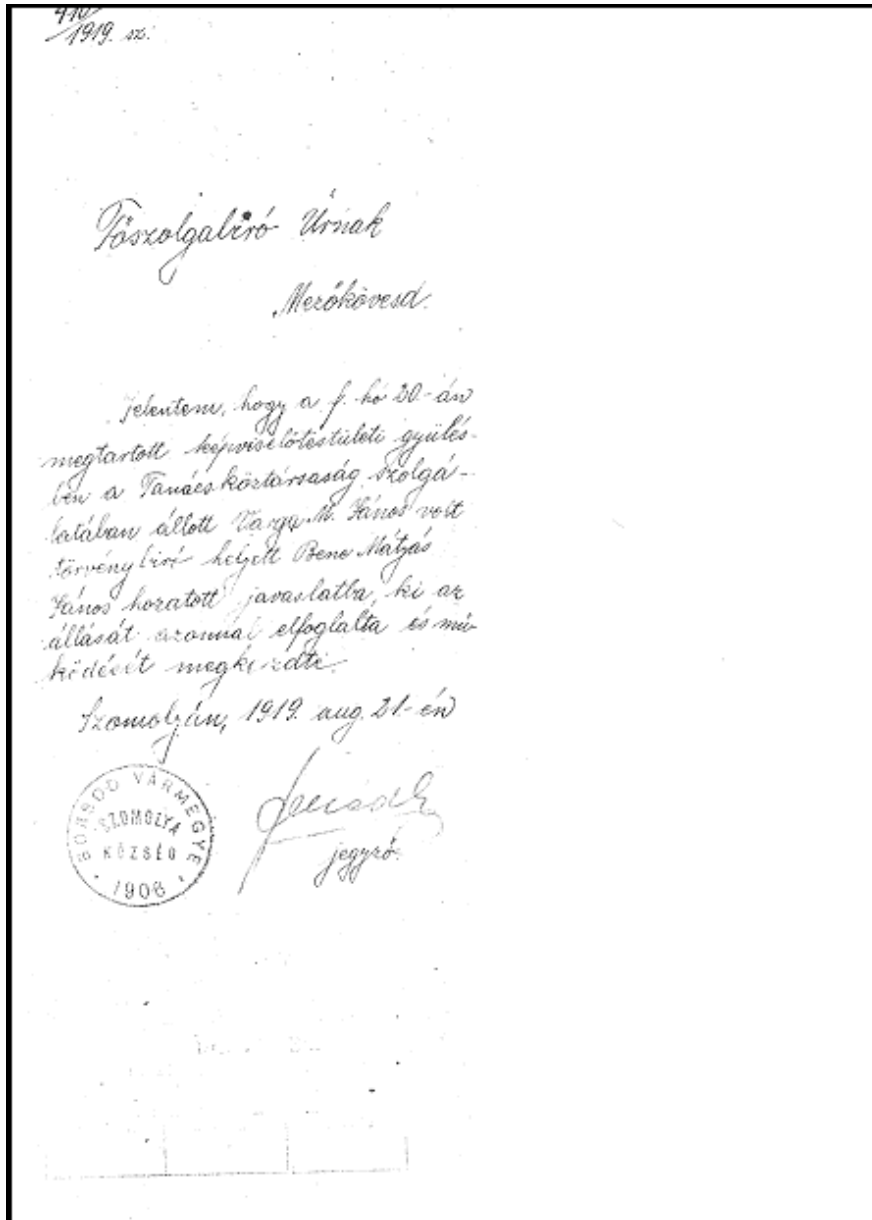 1919. sz.
Főszolgabíró Úrnak
Mezőkövesd.
Jelentem, hogy a f. hó 20-án
megtartott képviselőtestületi gyülés-
ben a Tanácsköztársaság szolgá-
latában állott Varga M. János volt
törvénybiró helyett Bene Mátyás
János hozatott javaslatba, ki az
állását azonnal elfoglalta és mü-
ködését megkezdte.
Szomolyán, 1919. aug. 21-én
BORSOD VÁRMEGYE
SZOMOLYA
KÖZSÉG
1906
jegyző.